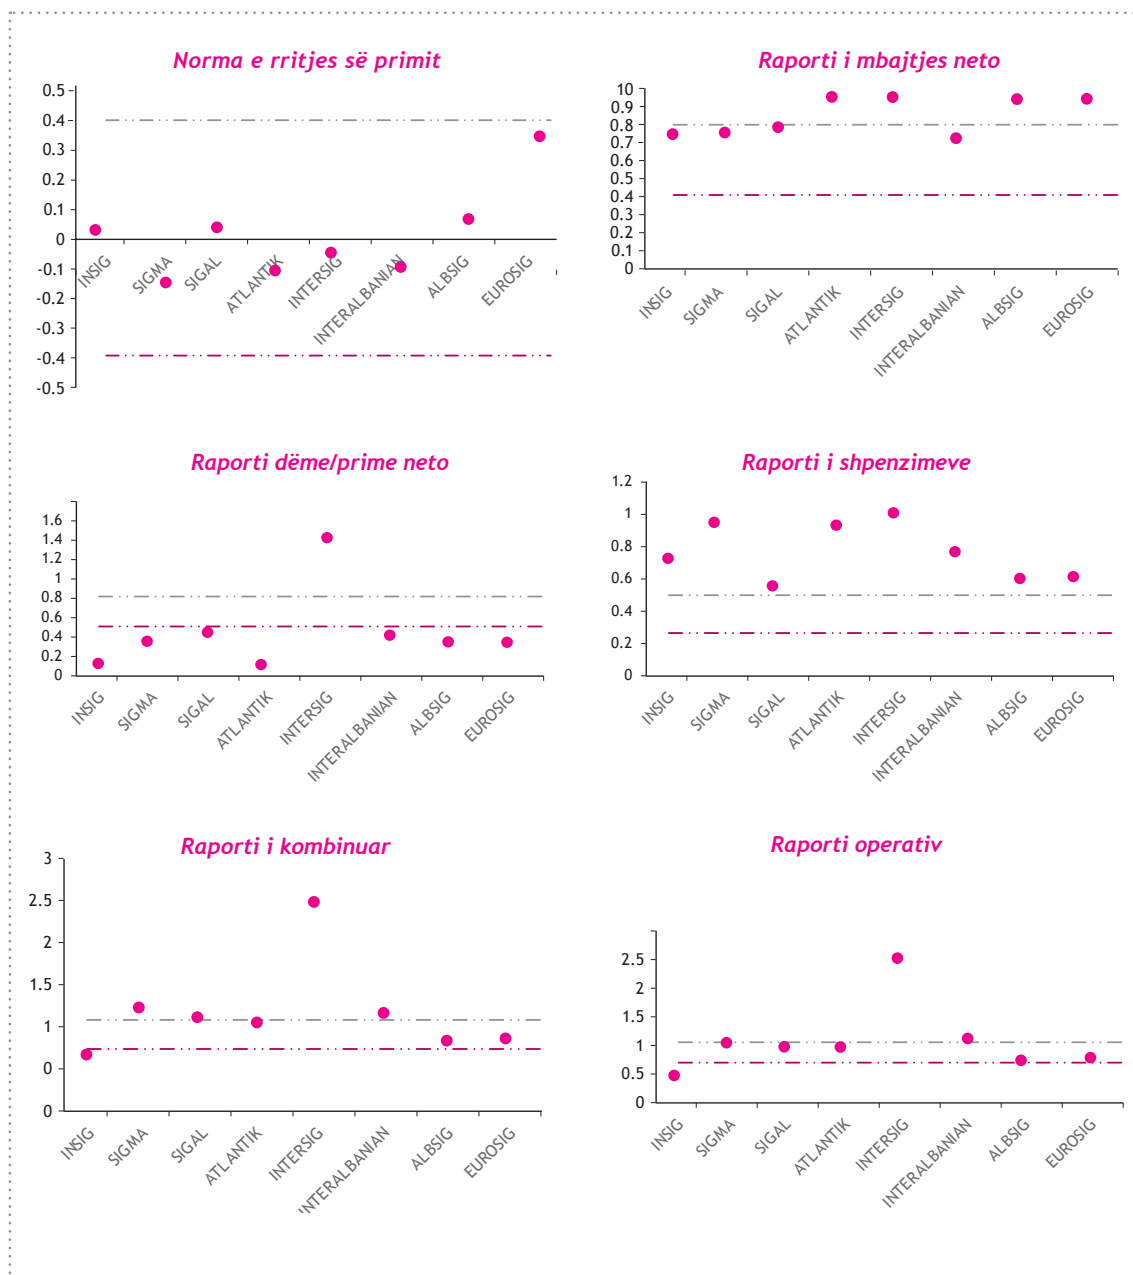 Norma e rritjes së primit
0.5
0.4
0.3
0.2
0.1
0
-0.1
-0.2
-0.3
-0.4
-0.5
INSIG
SIGMA
SIGAL
ATLANTIK
INTERSIG
INTERALBANIAN
ALBSIG
EUROSIG
Raporti i mbajtjes neto
10
0.9
0.8
0.7
0.6
0.5
0.4
0.3
0.2
0.1
0
INSIG
SIGMA
SIGAL
ATLANTIK
INTERSIG
INTERALBANIAN
ALBSIG
EUROSIG
Raporti dëme/prime neto
1.6
1.4
1.2
1
0.8
0.6
0.4
0.2
0
INSIG
SIGMA
SIGAL
ATLANTIK
INTERSIG
INTERALBANIAN
ALBSIG
EUROSIG
Raporti i shpenzimeve
1.2
1
0.8
0.6
0.4
0.2
0
INSIG
SIGMA
SIGAL
ATLANTIK
INTERSIG
INTERALBANIAN
ALBSIG
EUROSIG
Raporti i kombinuar
3
2.5
2
1.5
1
0
0
INSIG
SIGMA
SIGAL
ATLANTIK
INTERSIG
INTERALBANIAN
ALBSIG
EUROSIG
Raporti operativ
2.5
2
1.5
1
0.5
0
INSIG
SIGMA
SIGAL
ATLANTIK
INTERSIG
INTERALBANIAN
ALBSIG
EUROSIG